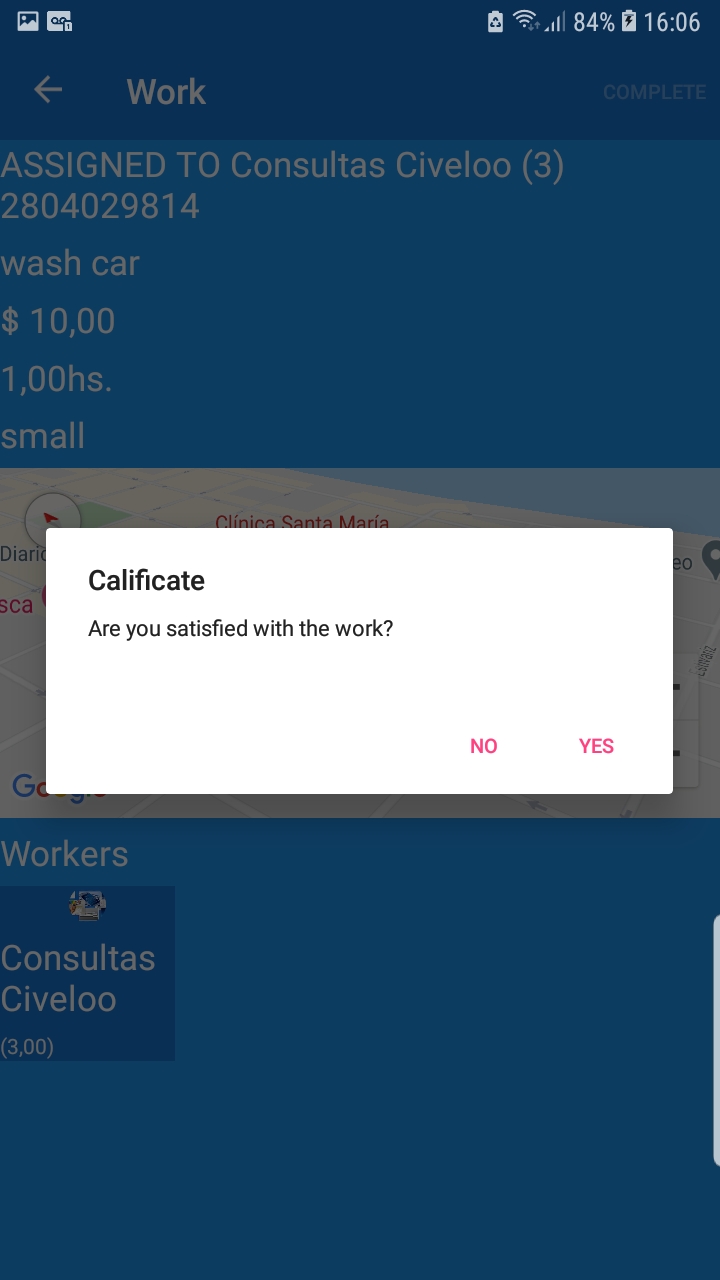 84% 16:06
Work COMPLETE
ASSIGNED TO Consultas Civeloo (3)
2804029814
wash car
$ 10,00
1,00hs.
small
Clínica Santa María
Diario
eo
sca
Calificate
Are you satisfied with the work?
NO YES
Google
Workers
Consultas
Civeloo
(3,00)